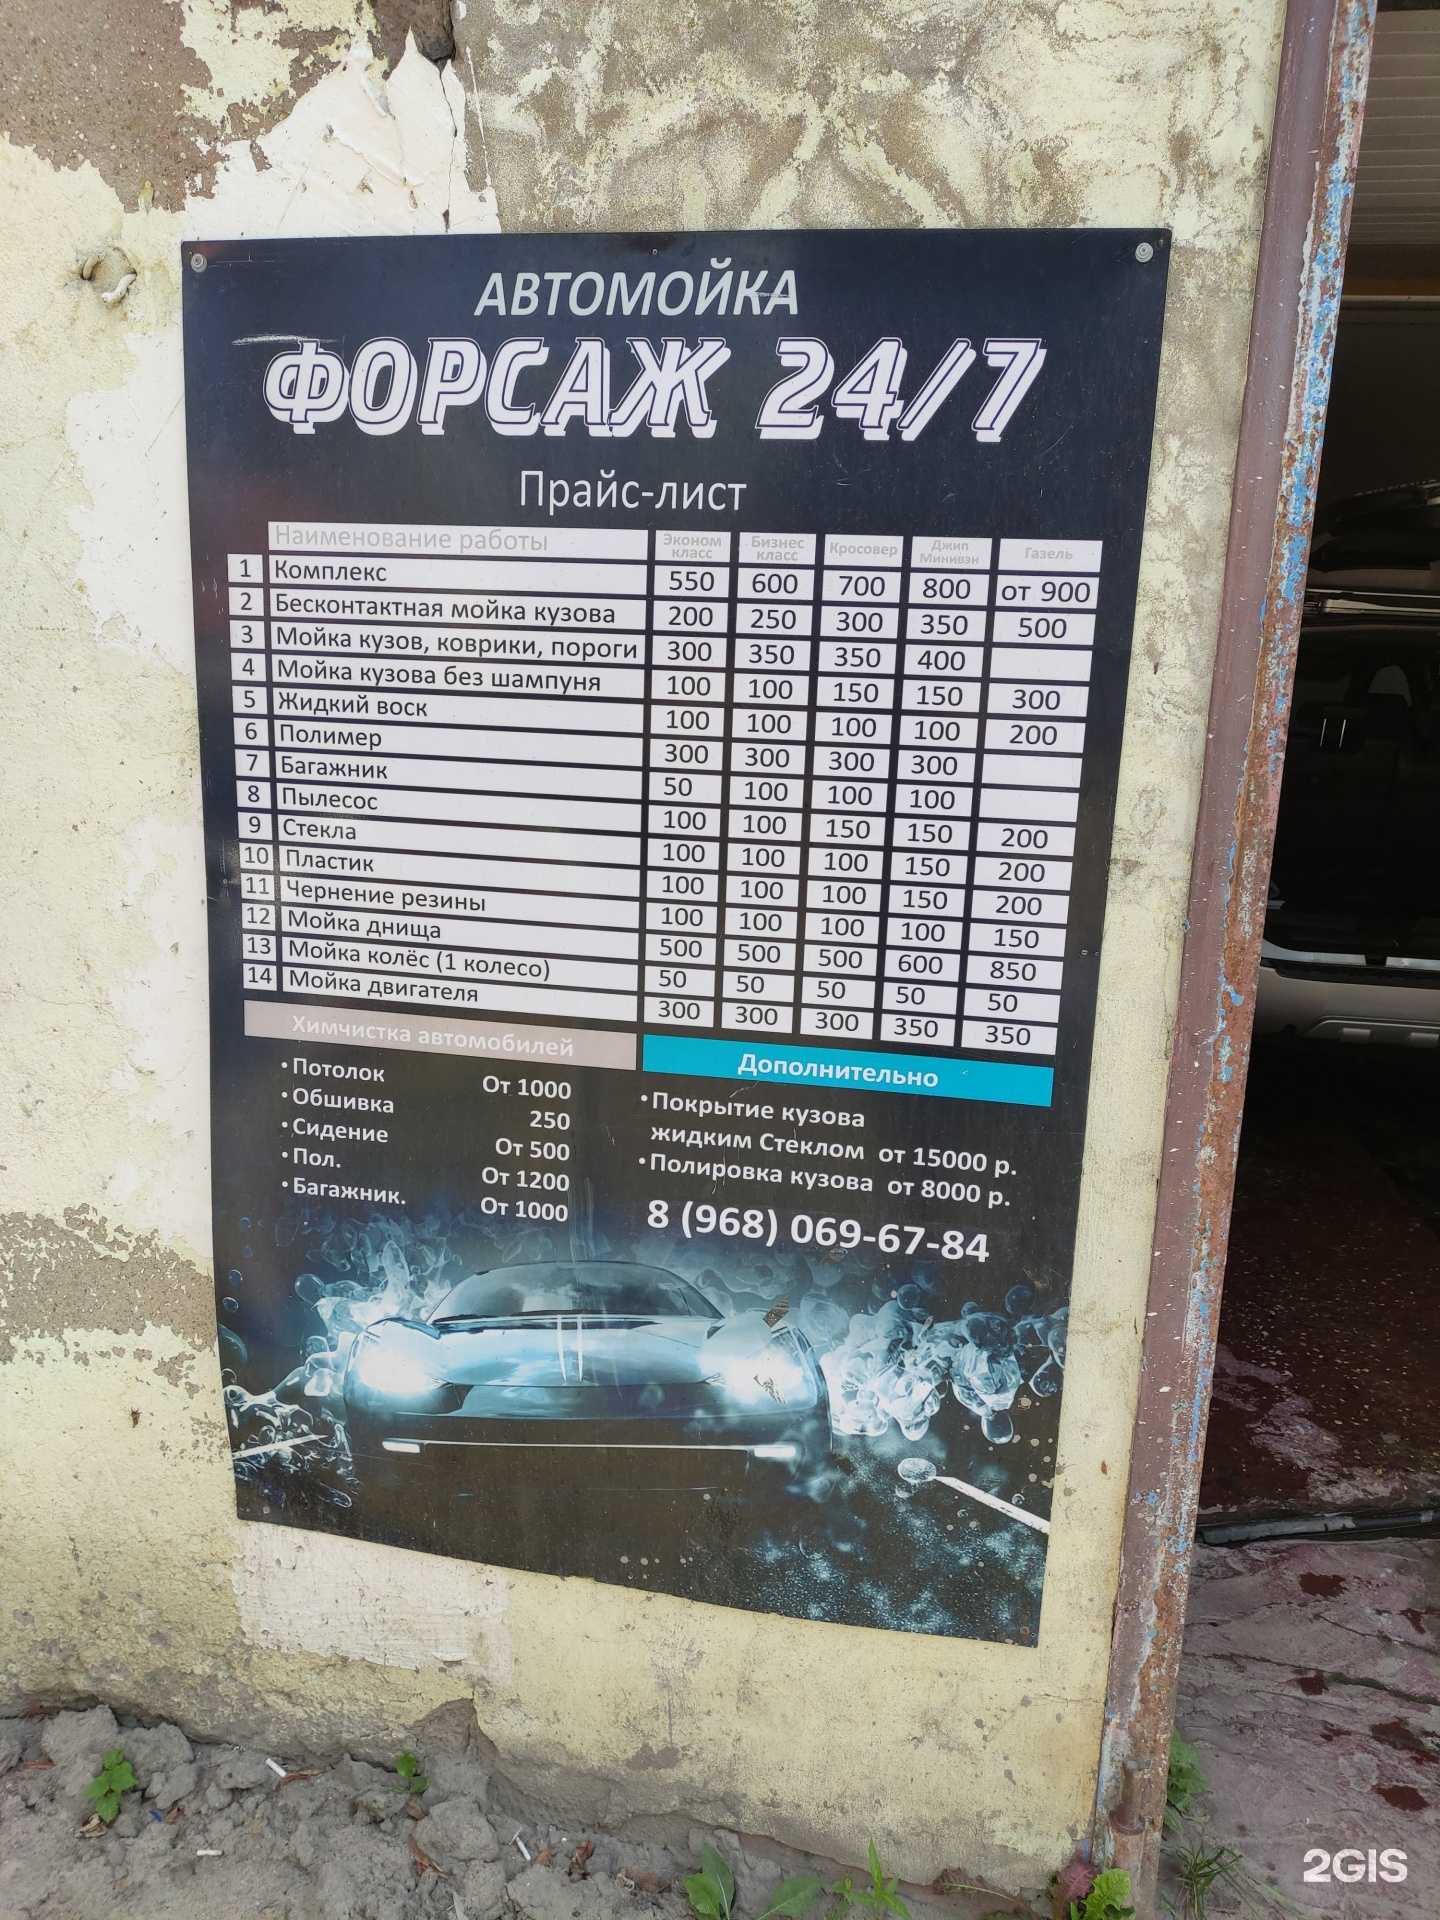 АВТОМОЙКА
ФОРСАЖ 24/7
Прайс-лист
Наименование работы Эконом класс Бизнес класс Кросовер Джип Минивэн Газель
1 Комплекс 550 600 700 800 от 900
2 Бесконтактная мойка кузова 200 250 300 350 500
3 Мойка кузов, коврики, пороги 300 350 350 400
4 Мойка кузова без шампуня 100 100 150 150 300
5 Жидкий воск 100 100 100 100 200
6 Полимер 300 300 300 300
7 Багажник 50 100 100 100
8 Пылесос 100 100 150 150 200
9 Стекла 100 100 100 150 200
10 Пластик 100 100 100 150 200
11 Чернение резины 100 100 100 100 150
12 Мойка днища 500 500 500 600 850
13 Мойка колёс (1 колесо) 50 50 50 50 50
14 Мойка двигателя 300 300 300 350 350
Химчистка автомобилей
• Потолок От 1000
• Обшивка 250
• Сидение От 500
• Пол. От 1200
• Багажник. От 1000
Дополнительно
• Покрытие кузова
жидким Стеклом от 15000 р.
• Полировка кузова от 8000 р.
8 (968) 069-67-84
2GIS